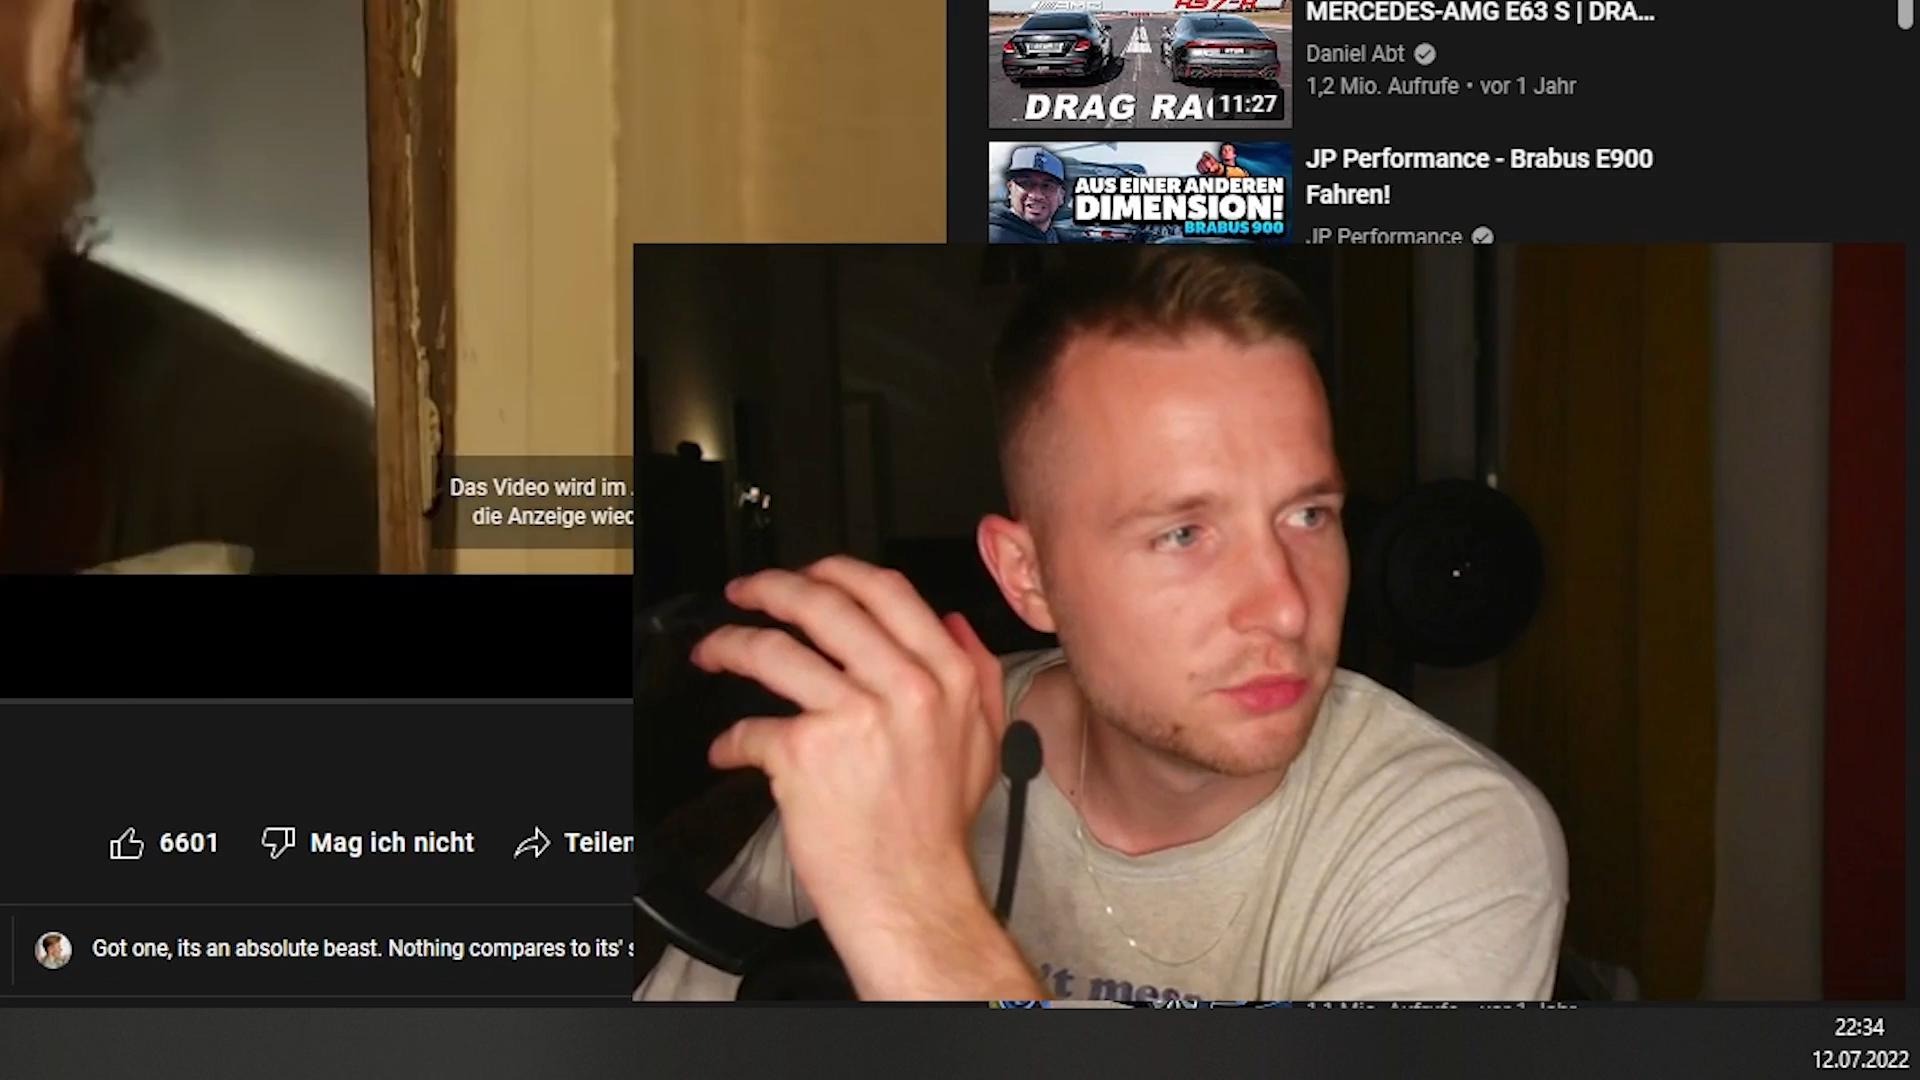 MERCEDES-AMG E63 S | DRA...
Daniel Abt
1,2 Mio. Aufrufe • vor 1 Jahr
DRAG RA
11:27
AUS EINER ANDEREN
DIMENSION!
BRABUS 900
JP Performance - Brabus E900
Fahren!
JP Performance
Das Video wird im
die Anzeige wied
6601
Mag ich nicht
Teilen
Got one, its an absolute beast. Nothing compares to its' s
't mess
22:34
12.07.2022